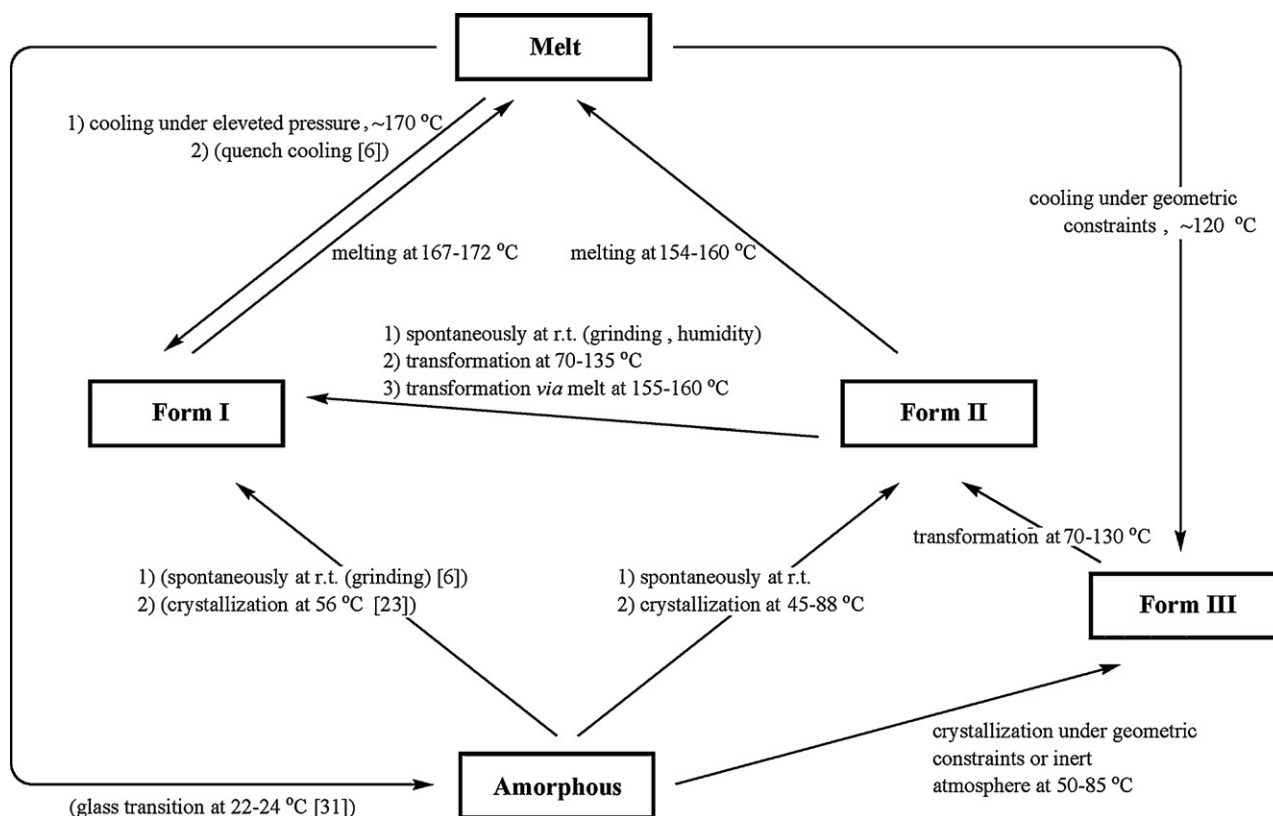 Melt
1) cooling under eleveted pressure , ~170 °C
2) (quench cooling [6])
cooling under geometric
constraints , ~120 °C
melting at 167-172 °C
melting at 154-160 °C
1) spontaneously at r.t. (grinding , humidity)
2) transformation at 70-135 °C
3) transformation via melt at 155-160 °C
Form I
Form II
transformation at 70-130 °C
1) (spontaneously at r.t. (grinding) [6])
2) (crystallization at 56 °C [23])
1) spontaneously at r.t.
2) crystallization at 45-88 °C
Form III
crystallization under geometric
constraints or inert
atmosphere at 50-85 °C
Amorphous
(glass transition at 22-24 °C [31])